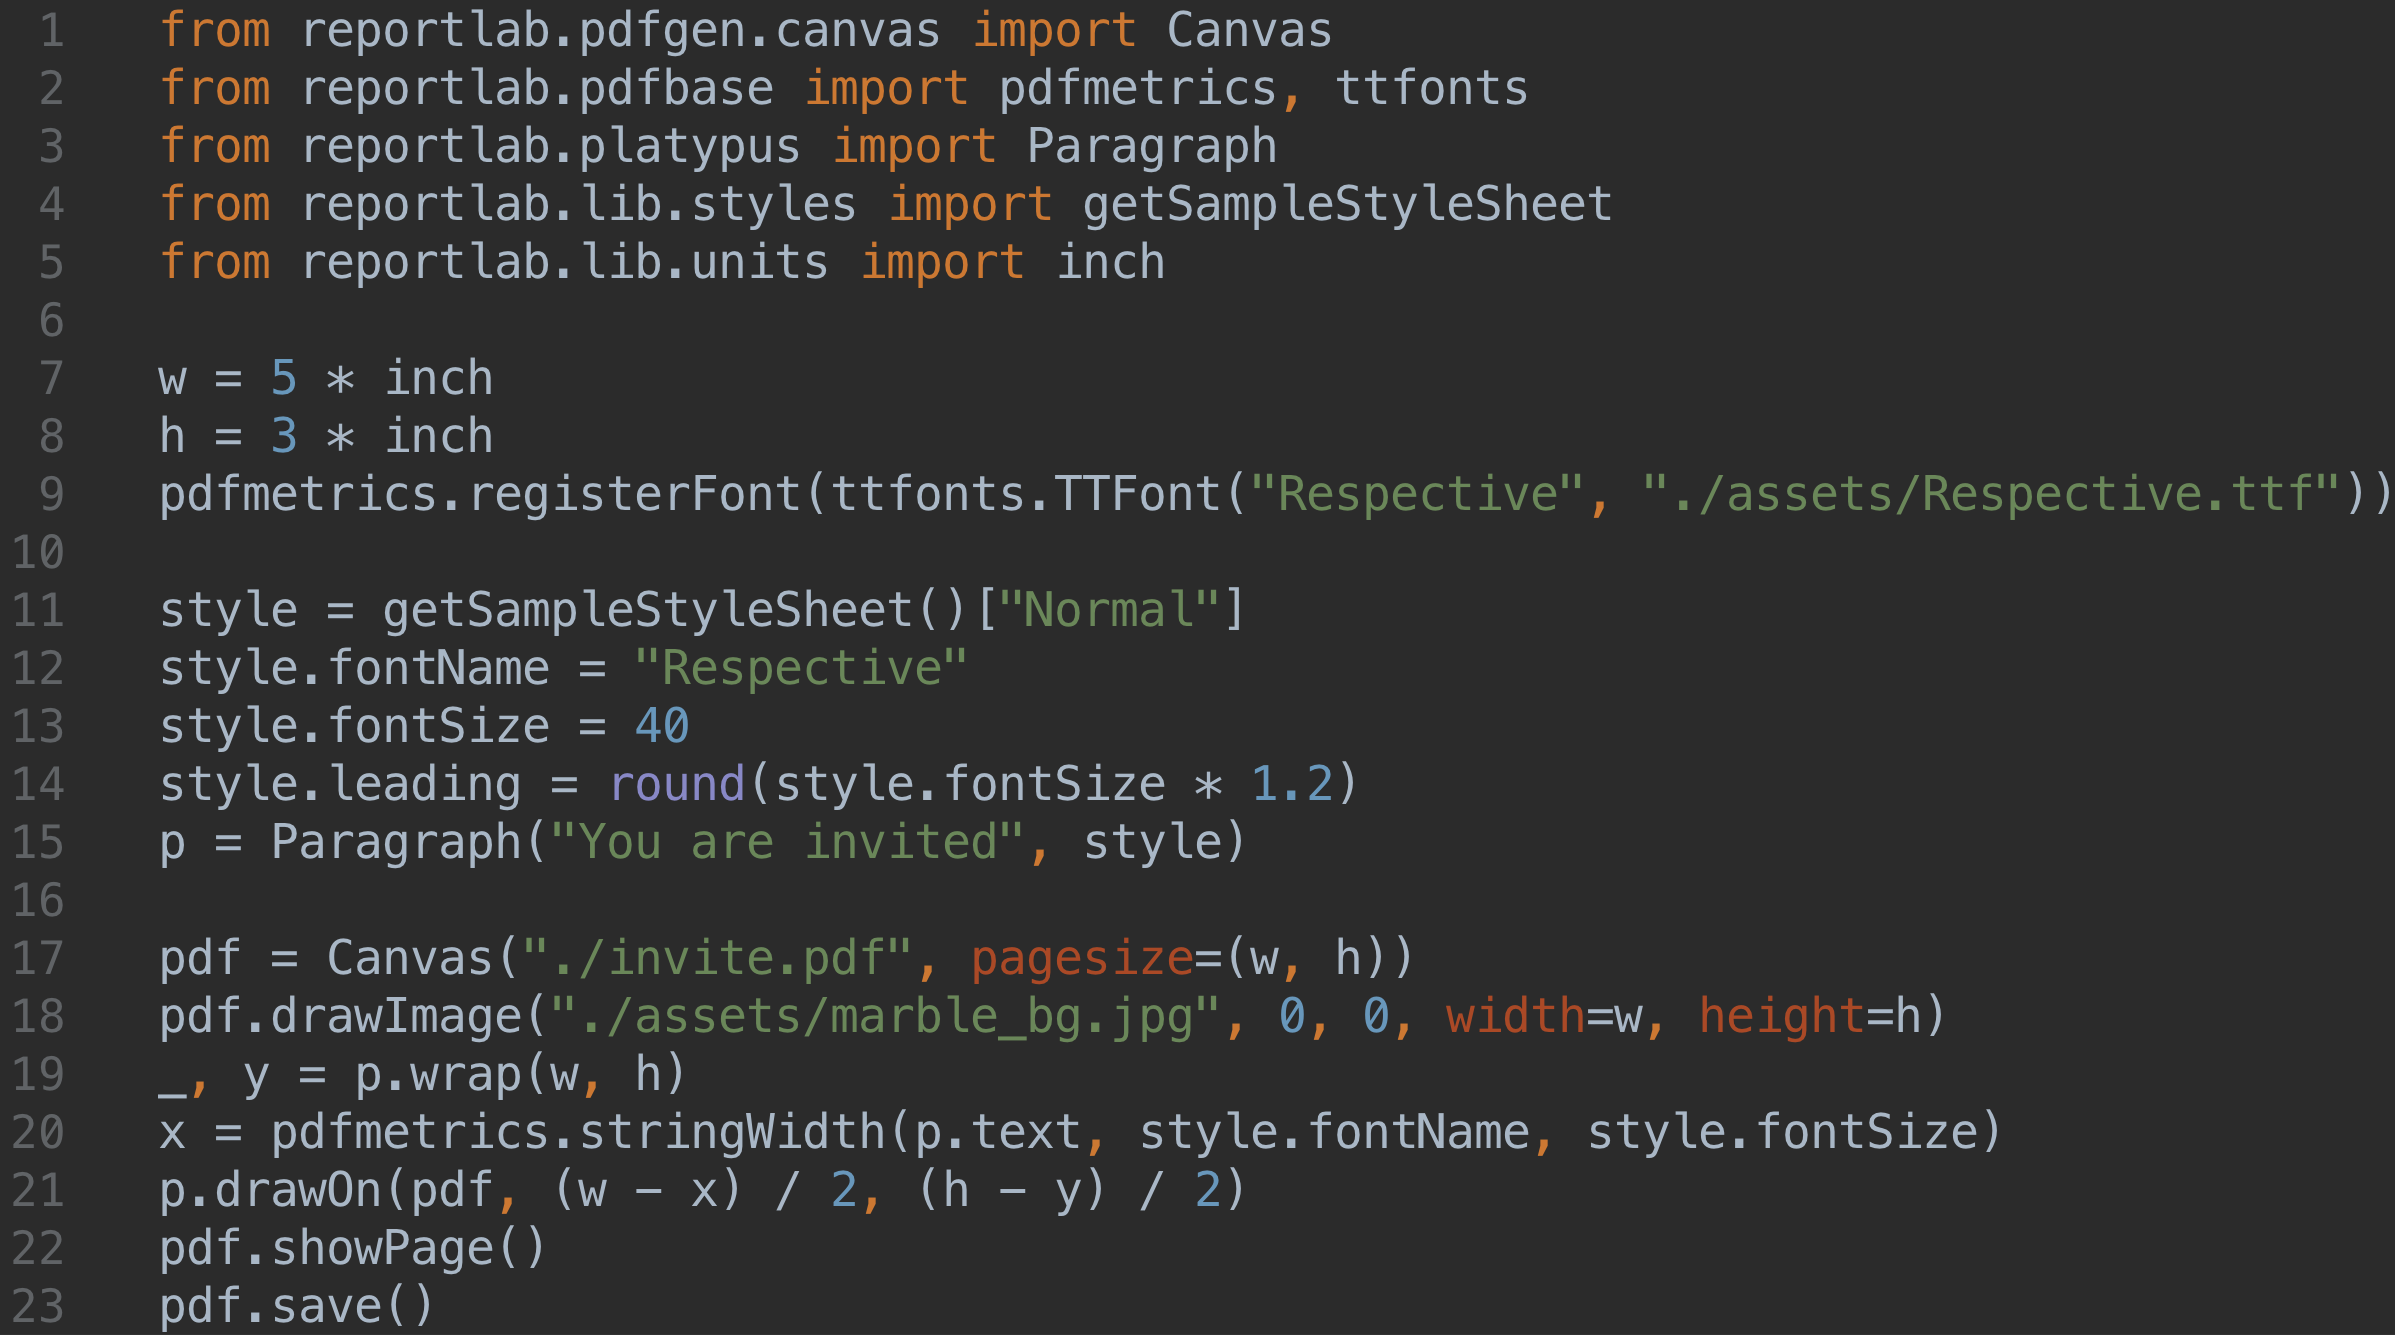 1 from reportlab.pdfgen.canvas import Canvas
2 from reportlab.pdfbase import pdfmetrics, ttfonts
3 from reportlab.platypus import Paragraph
4 from reportlab.lib.styles import getSampleStyleSheet
5 from reportlab.lib.units import inch
6
7 w = 5 * inch
8 h = 3 * inch
9 pdfmetrics.registerFont(ttfonts.TTFont("Respective", "./assets/Respective.ttf"))
10
11 style = getSampleStyleSheet()["Normal"]
12 style.fontName = "Respective"
13 style.fontSize = 40
14 style.leading = round(style.fontSize * 1.2)
15 p = Paragraph("You are invited", style)
16
17 pdf = Canvas("./invite.pdf", pagesize=(w, h))
18 pdf.drawImage("./assets/marble_bg.jpg", 0, 0, width=w, height=h)
19 _, y = p.wrap(w, h)
20 x = pdfmetrics.stringWidth(p.text, style.fontName, style.fontSize)
21 p.drawOn(pdf, (w - x) / 2, (h - y) / 2)
22 pdf.showPage()
23 pdf.save()